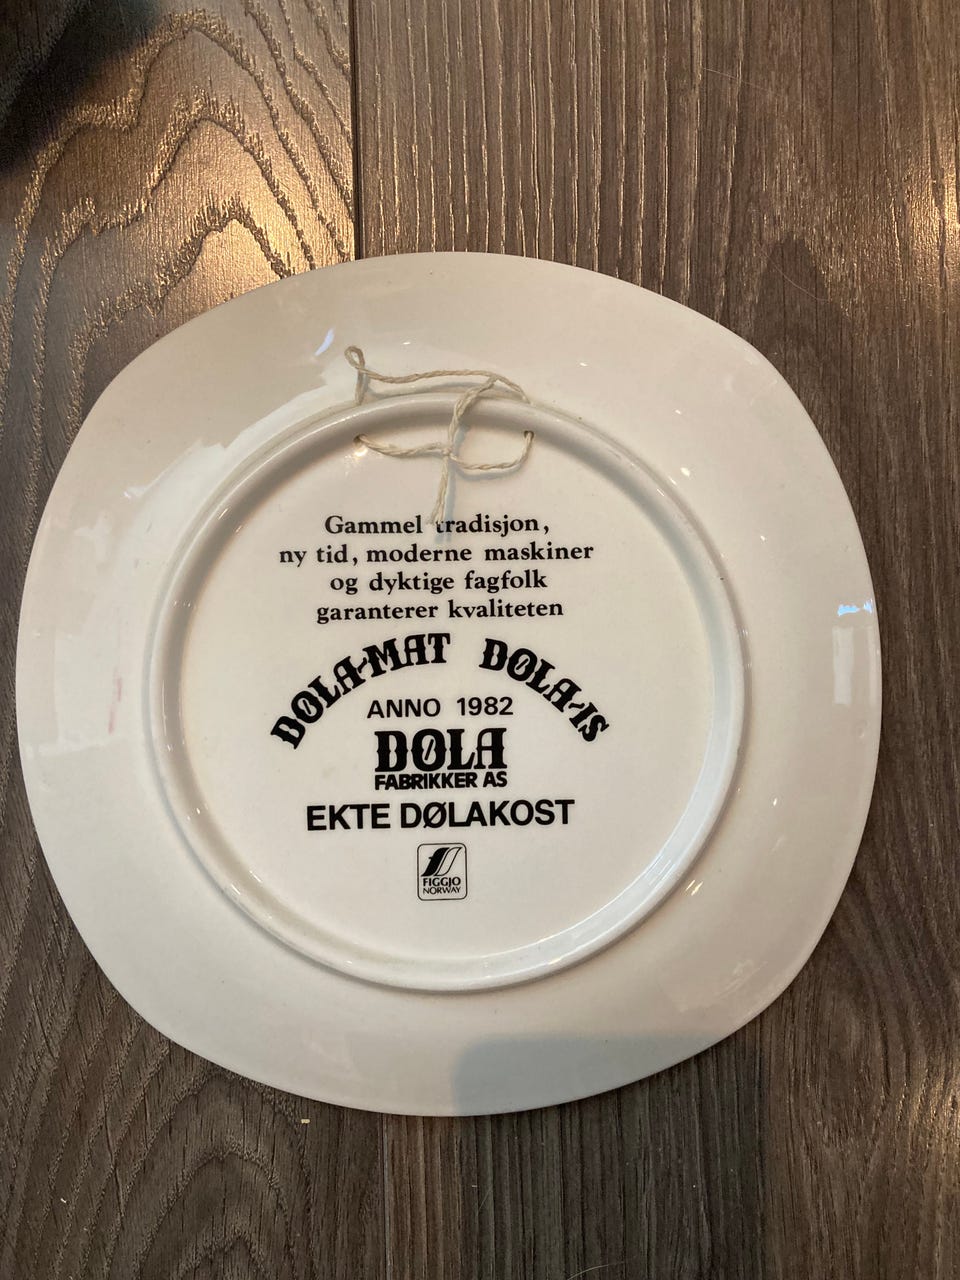 Gammel tradisjon,
ny tid, moderne maskiner
og dyktige fagfolk
garanterer kvaliteten
DØLA-MAT DØLA-IS
ANNO 1982
DØLA
FABRIKKER AS
EKTE DØLAKOST
FIGGJO
NORWAY